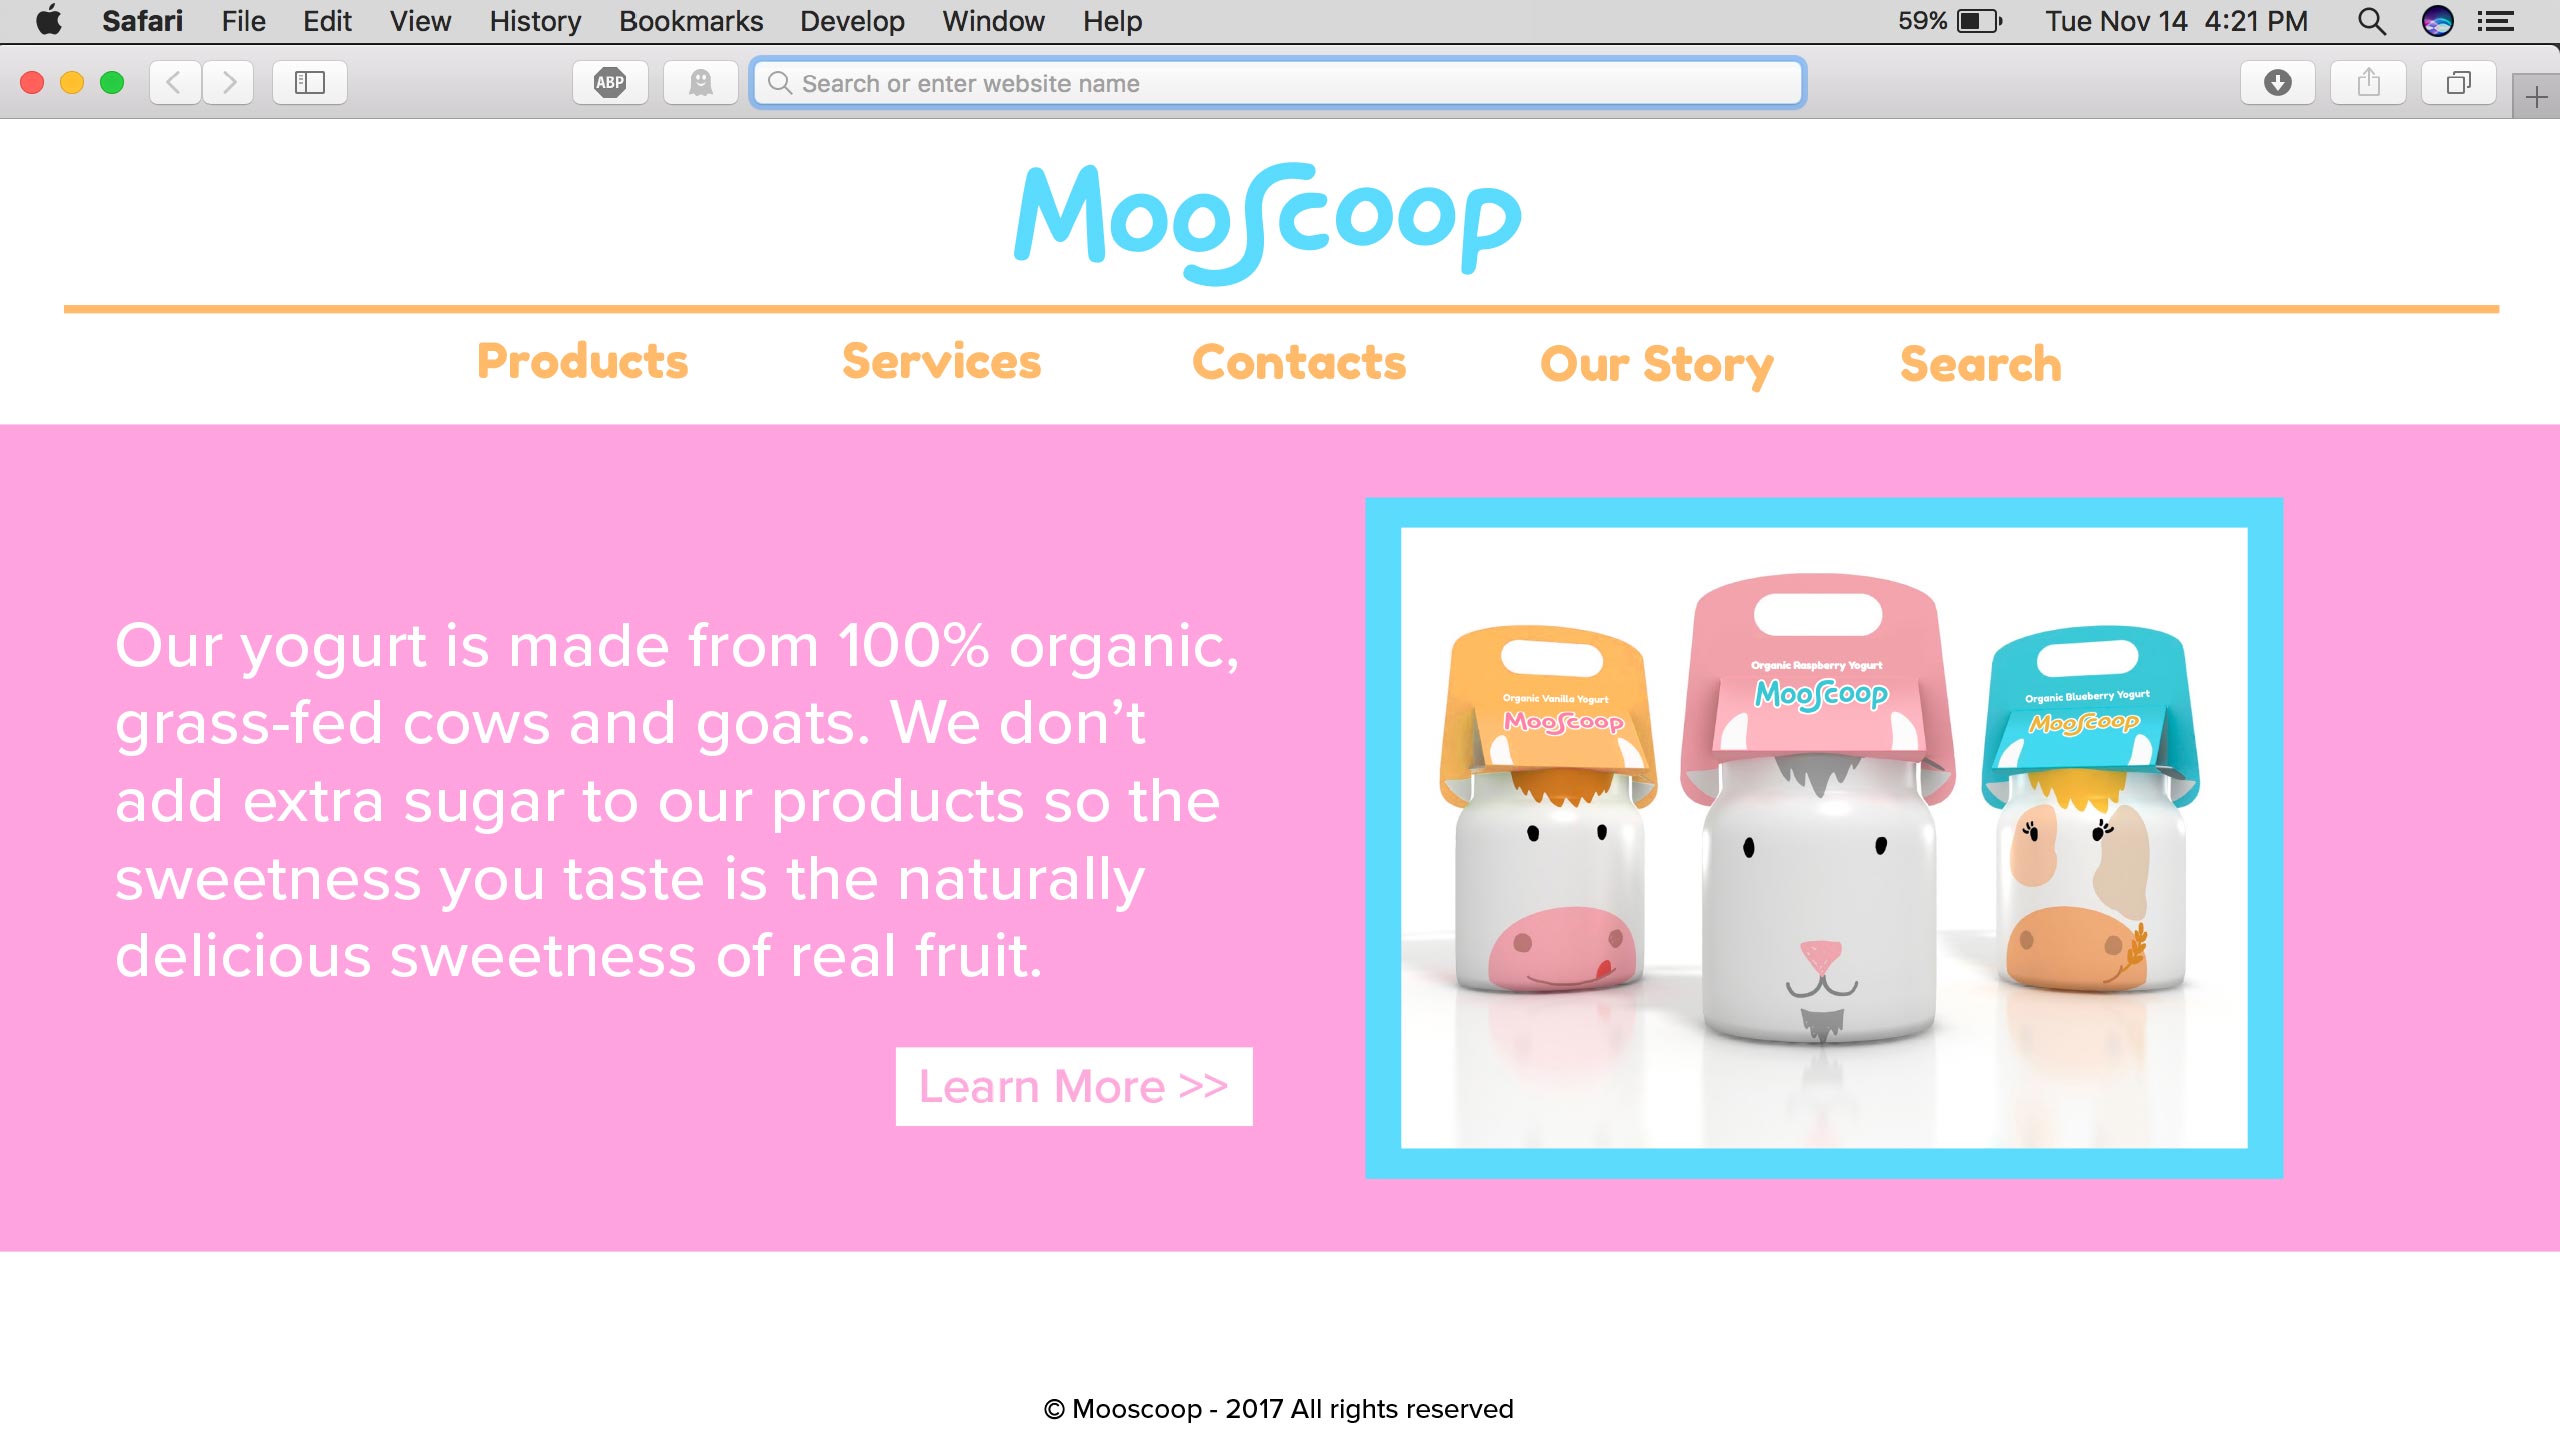 Safari File Edit View History Bookmarks Develop Window Help 59% Tue Nov 14 4:21 PM
ABP Search or enter website name
MooScoop
Products Services Contacts Our Story Search
Our yogurt is made from 100% organic,
grass-fed cows and goats. We don’t
add extra sugar to our products so the
sweetness you taste is the naturally
delicious sweetness of real fruit.
Learn More >>
Organic Vanilla Yogurt
MooScoop
Organic Raspberry Yogurt
MooScoop
Organic Blueberry Yogurt
MooScoop
© Mooscoop - 2017 All rights reserved